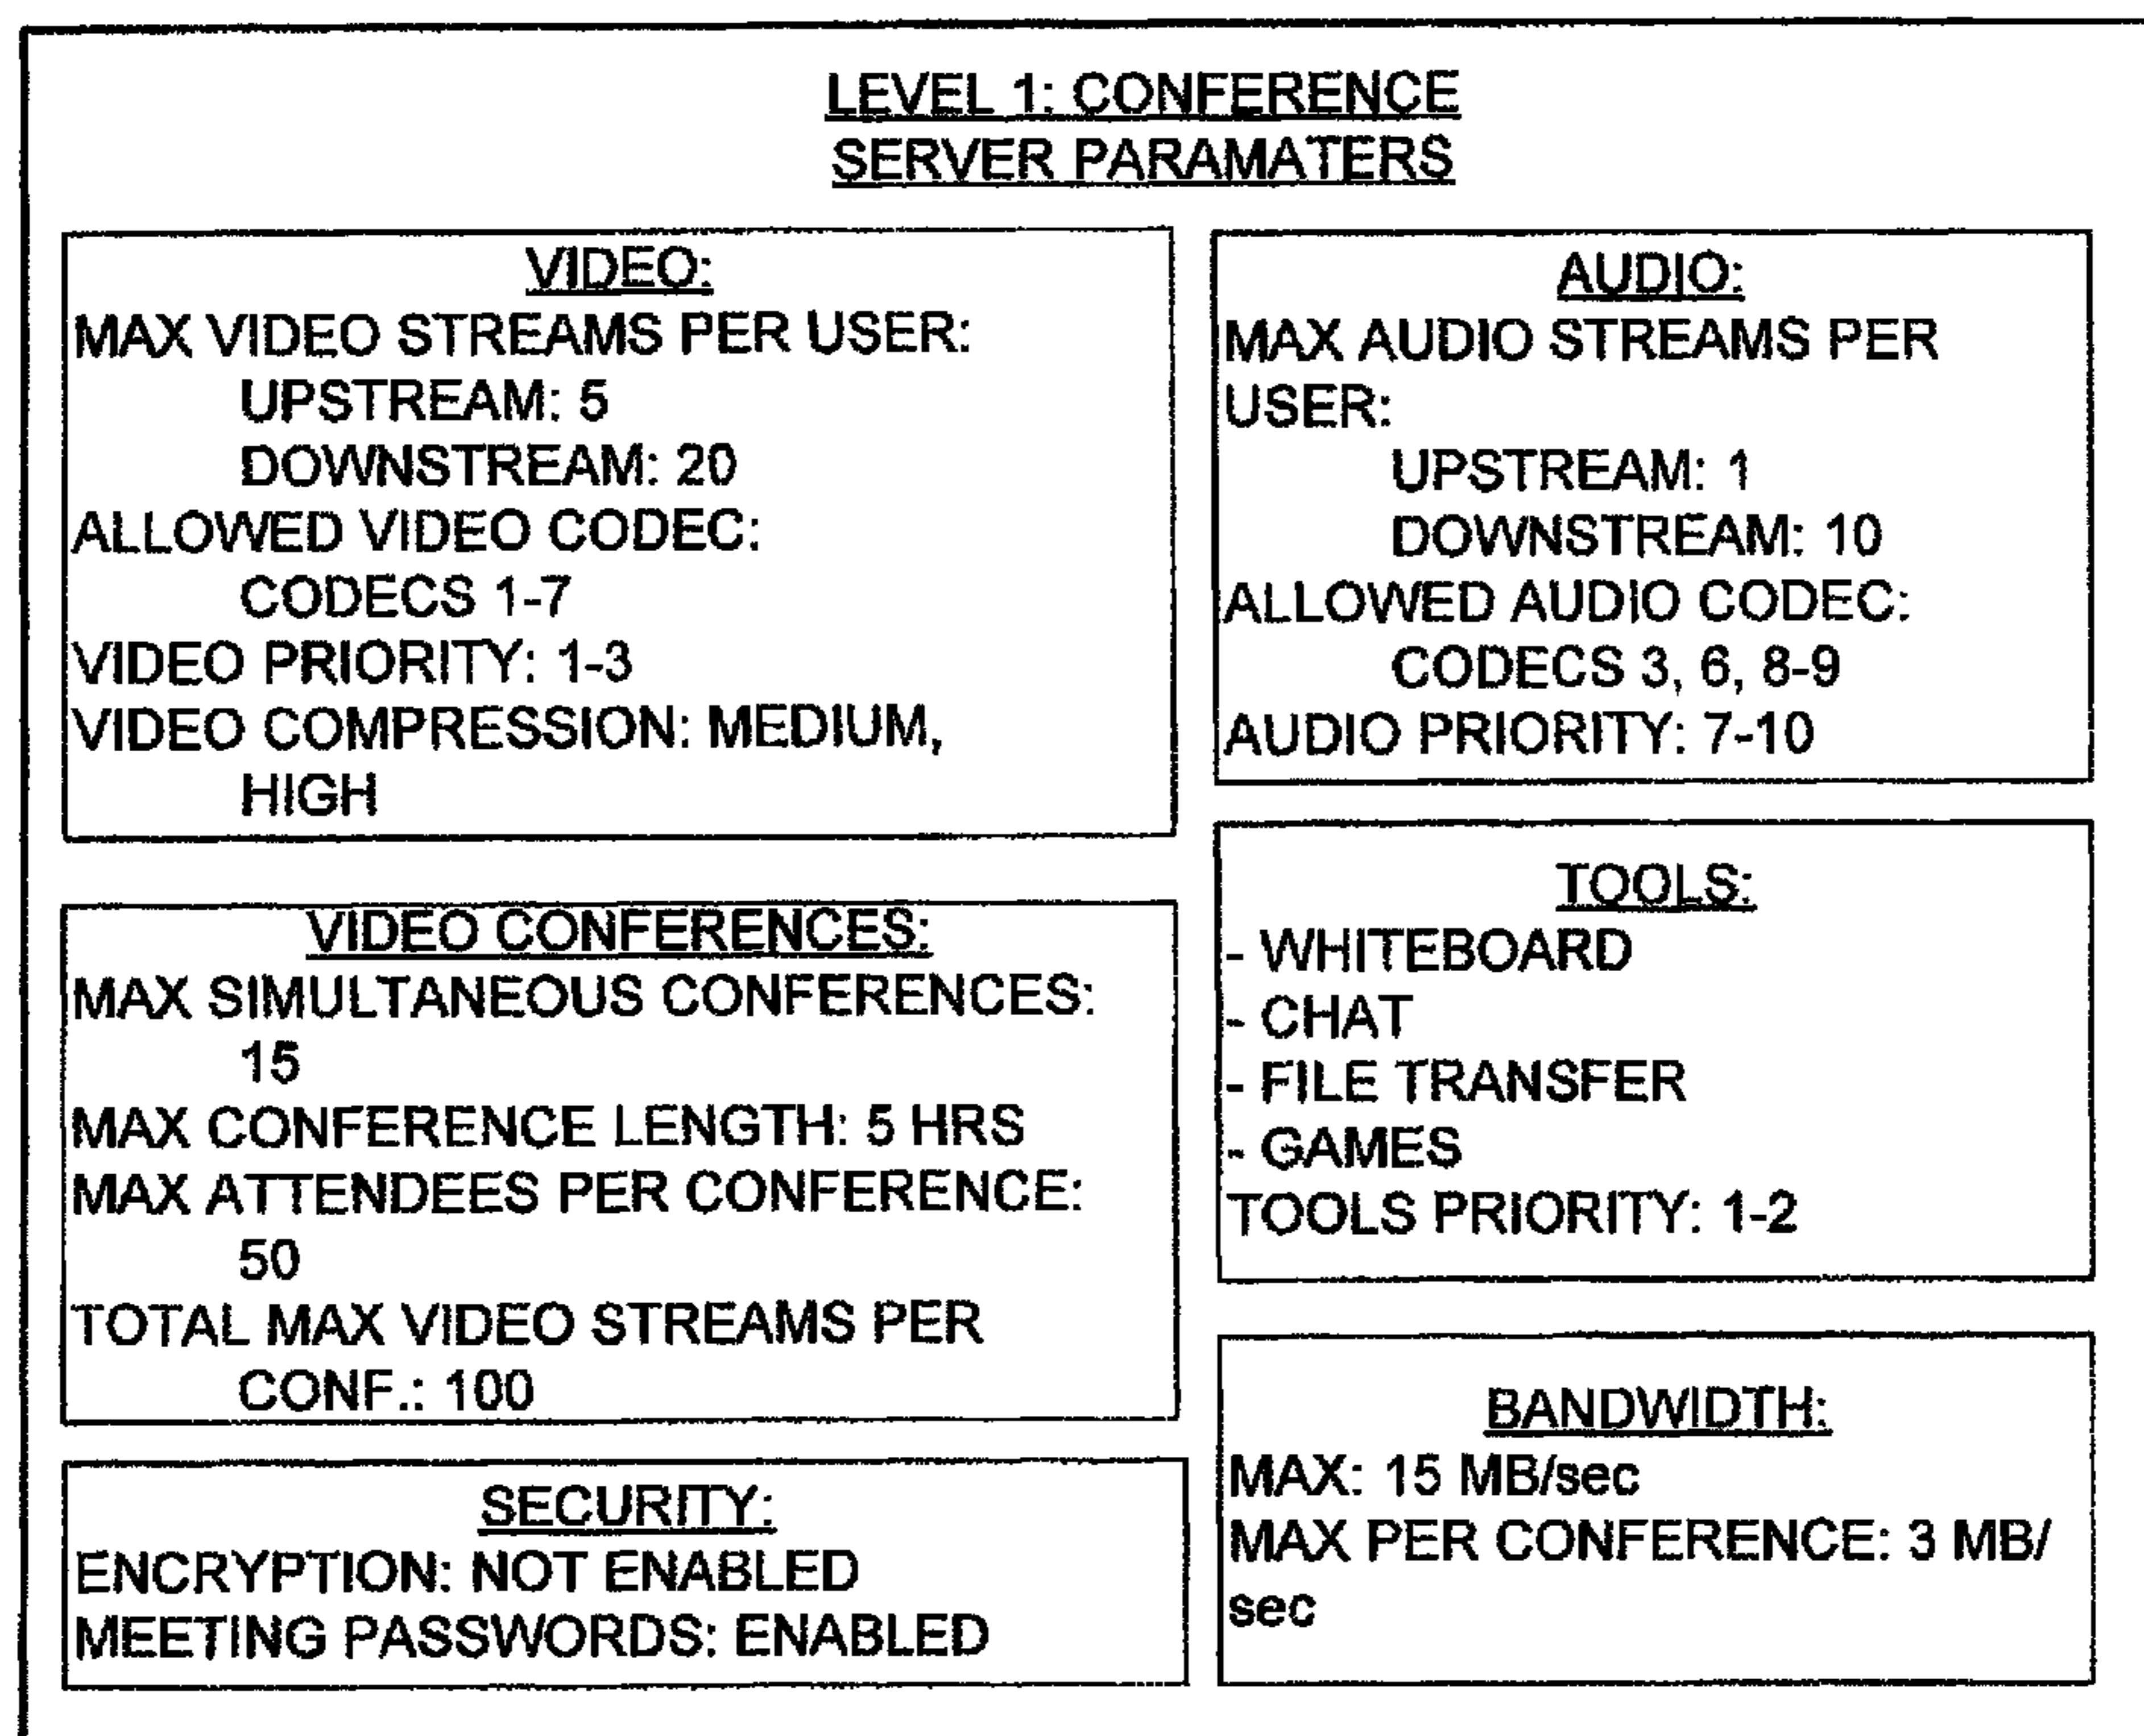 LEVEL 1: CONFERENCE
SERVER PARAMATERS
VIDEO:
MAX VIDEO STREAMS PER USER:
UPSTREAM: 5
DOWNSTREAM: 20
ALLOWED VIDEO CODEC:
CODECS 1-7
VIDEO PRIORITY: 1-3
VIDEO COMPRESSION: MEDIUM,
HIGH
AUDIO:
MAX AUDIO STREAMS PER
USER:
UPSTREAM: 1
DOWNSTREAM: 10
ALLOWED AUDIO CODEC:
CODECS 3, 6, 8-9
AUDIO PRIORITY: 7-10
VIDEO CONFERENCES:
MAX SIMULTANEOUS CONFERENCES:
15
MAX CONFERENCE LENGTH: 5 HRS
MAX ATTENDEES PER CONFERENCE:
50
TOTAL MAX VIDEO STREAMS PER
CONF.: 100
TOOLS:
- WHITEBOARD
- CHAT
- FILE TRANSFER
- GAMES
TOOLS PRIORITY: 1-2
SECURITY:
ENCRYPTION: NOT ENABLED
MEETING PASSWORDS: ENABLED
BANDWIDTH:
MAX: 15 MB/sec
MAX PER CONFERENCE: 3 MB/
sec